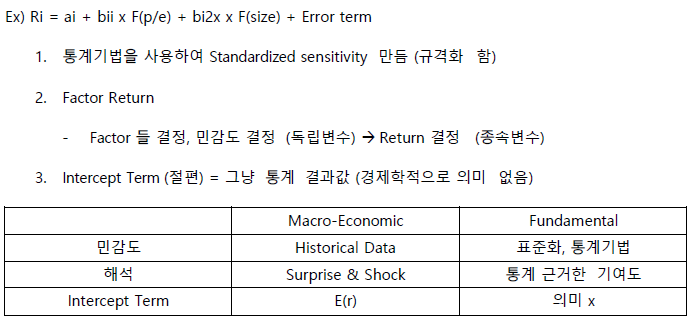 Ex) Ri = ai + bii x F(p/e) + bi2x x F(size) + Error term
1. 통계기법을 사용하여 Standardized sensitivity 만듬 (규격화 함)
2. Factor Return
- Factor 들 결정, 민감도 결정 (독립변수) → Return 결정 (종속변수)
3. Intercept Term (절편) = 그냥 통계 결과값 (경제학적으로 의미 없음)
Macro-Economic Fundamental
민감도 Historical Data 표준화, 통계기법
해석 Surprise & Shock 통계 근거한 기여도
Intercept Term E(r) 의미 x